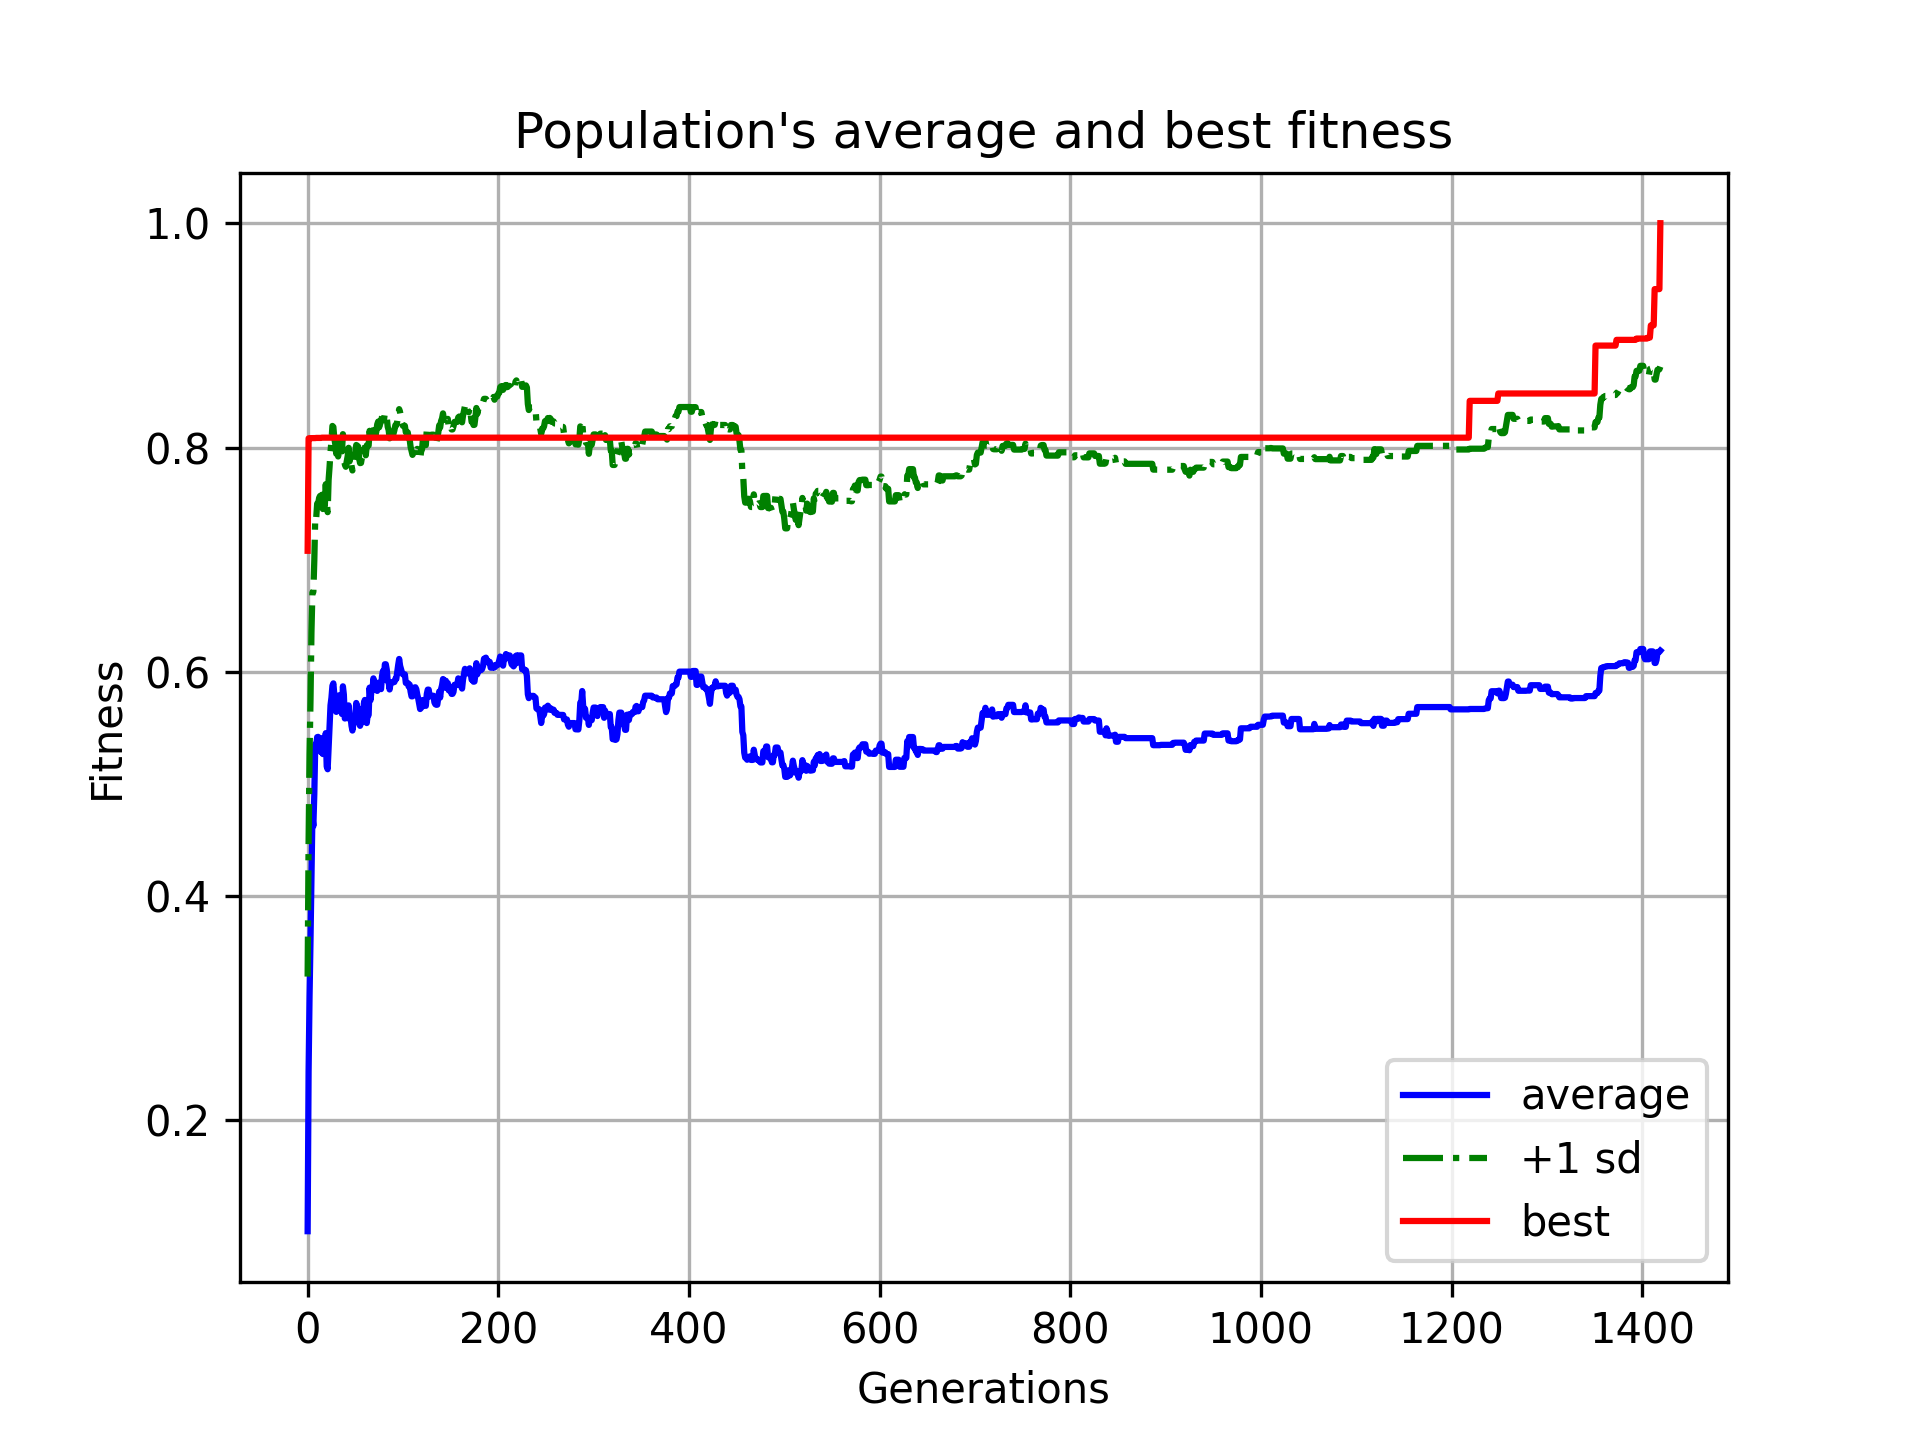 Population's average and best fitness
1.0
0.8
0.6
0.4
0.2
Fitness
average
+1 sd
best
0 200 400 600 800 1000 1200 1400
Generations